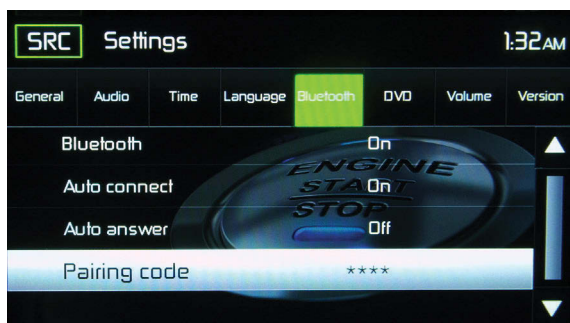 SRC Settings 1:32AM
General Audio Time Language Bluetooth DVD Volume Version
Bluetooth On
Auto connect On
Auto answer Off
Pairing code ****
ENGINE
START
STOP